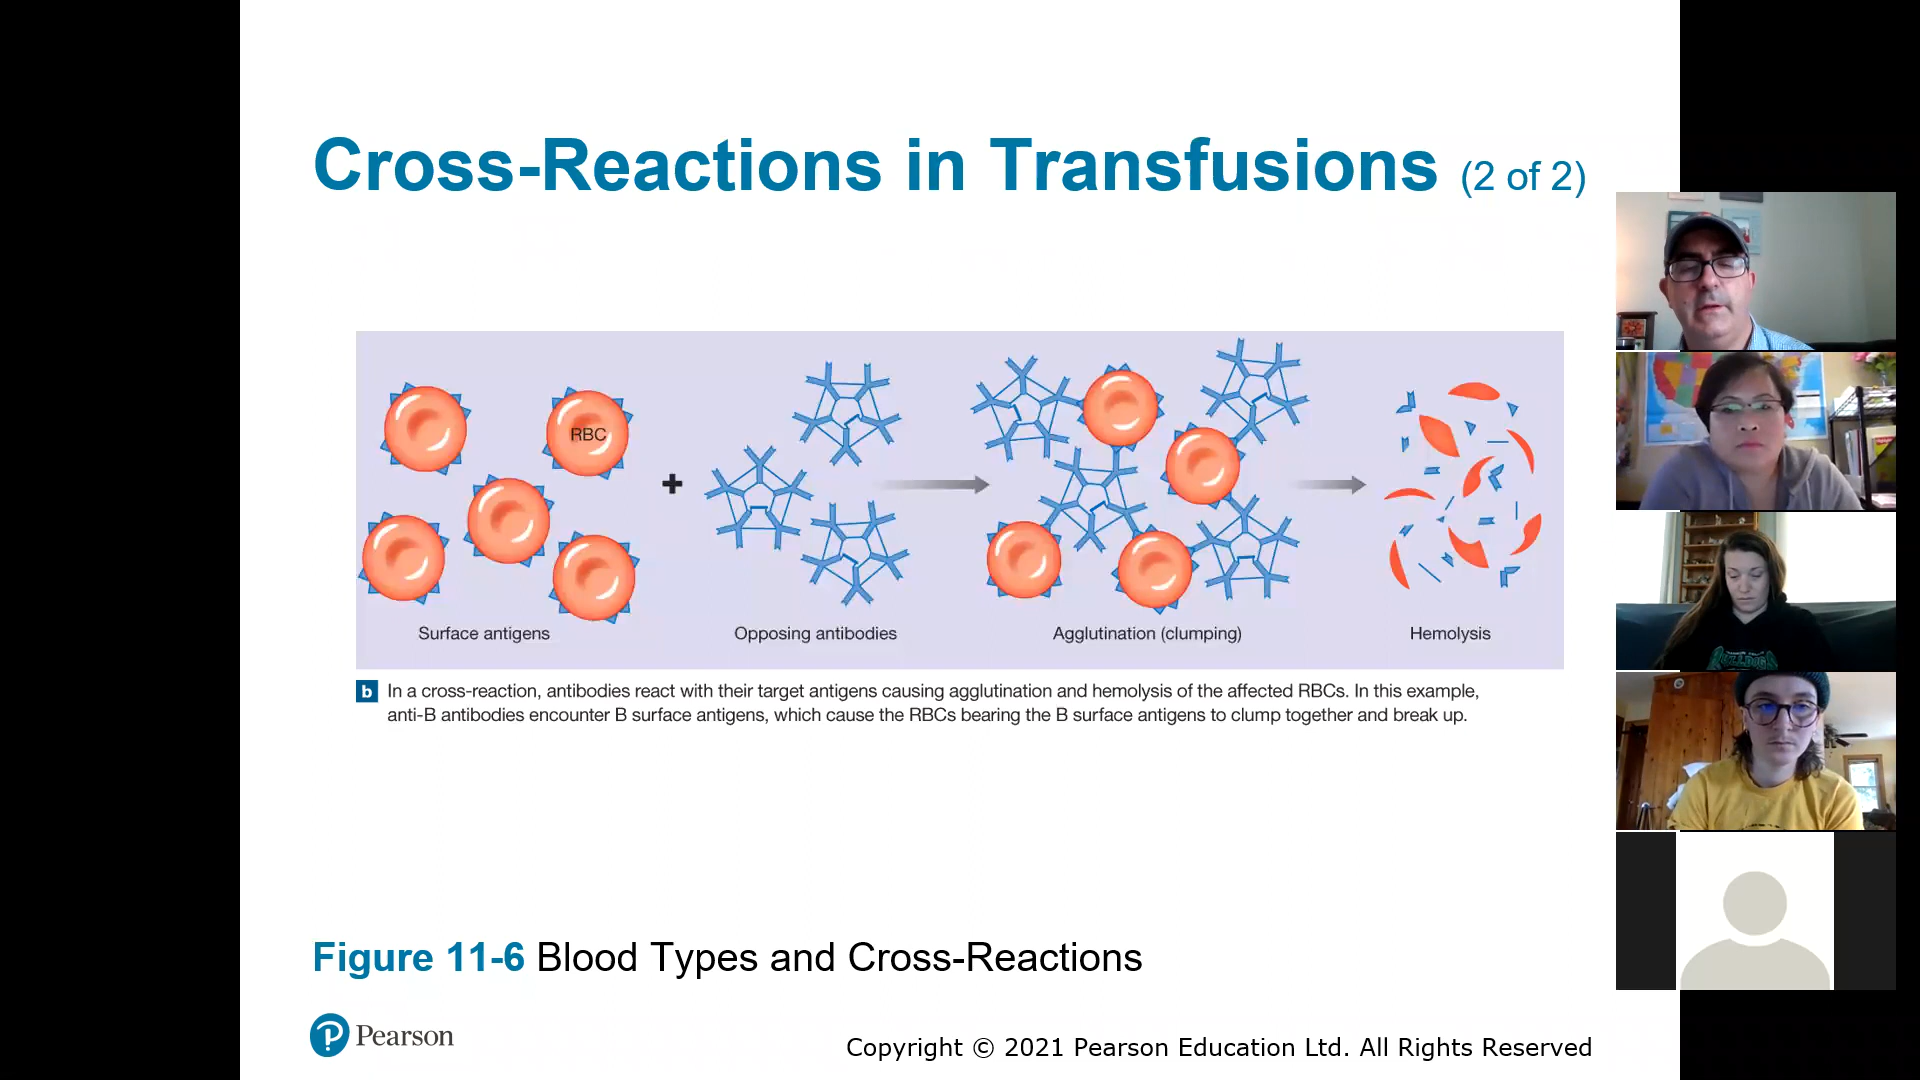 Cross-Reactions in Transfusions (2 of 2)
RBC
Surface antigens
Opposing antibodies
Agglutination (clumping)
Hemolysis
b In a cross-reaction, antibodies react with their target antigens causing agglutination and hemolysis of the affected RBCs. In this example,
anti-B antibodies encounter B surface antigens, which cause the RBCs bearing the B surface antigens to clump together and break up.
Figure 11-6 Blood Types and Cross-Reactions
P Pearson
Copyright © 2021 Pearson Education Ltd. All Rights Reserved
BULLDOGS